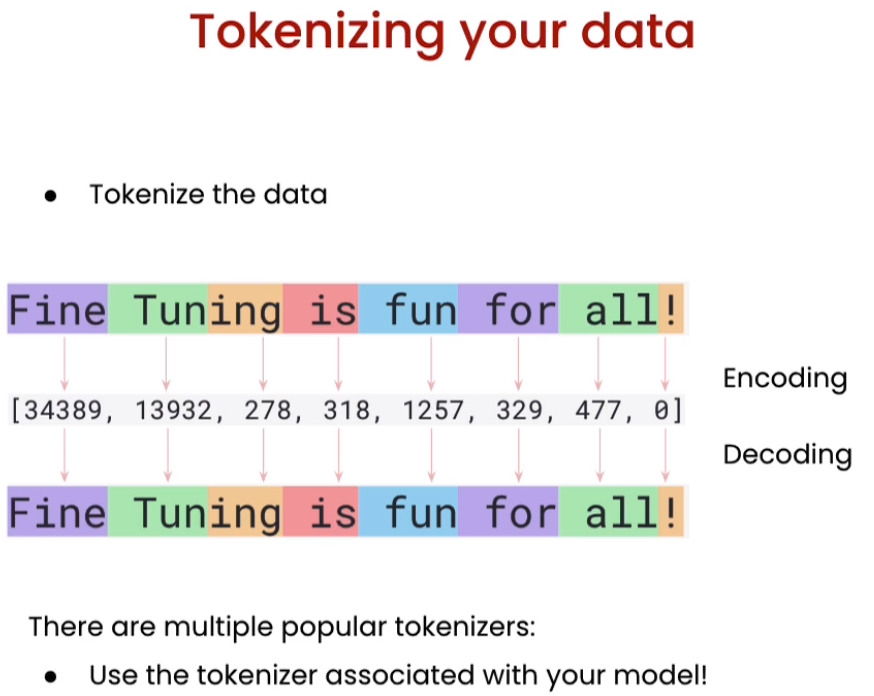 Tokenizing your data
● Tokenize the data
Fine Tuning is fun for all!
Encoding
[34389, 13932, 278, 318, 1257, 329, 477, 0]
Decoding
Fine Tuning is fun for all!
There are multiple popular tokenizers:
● Use the tokenizer associated with your model!